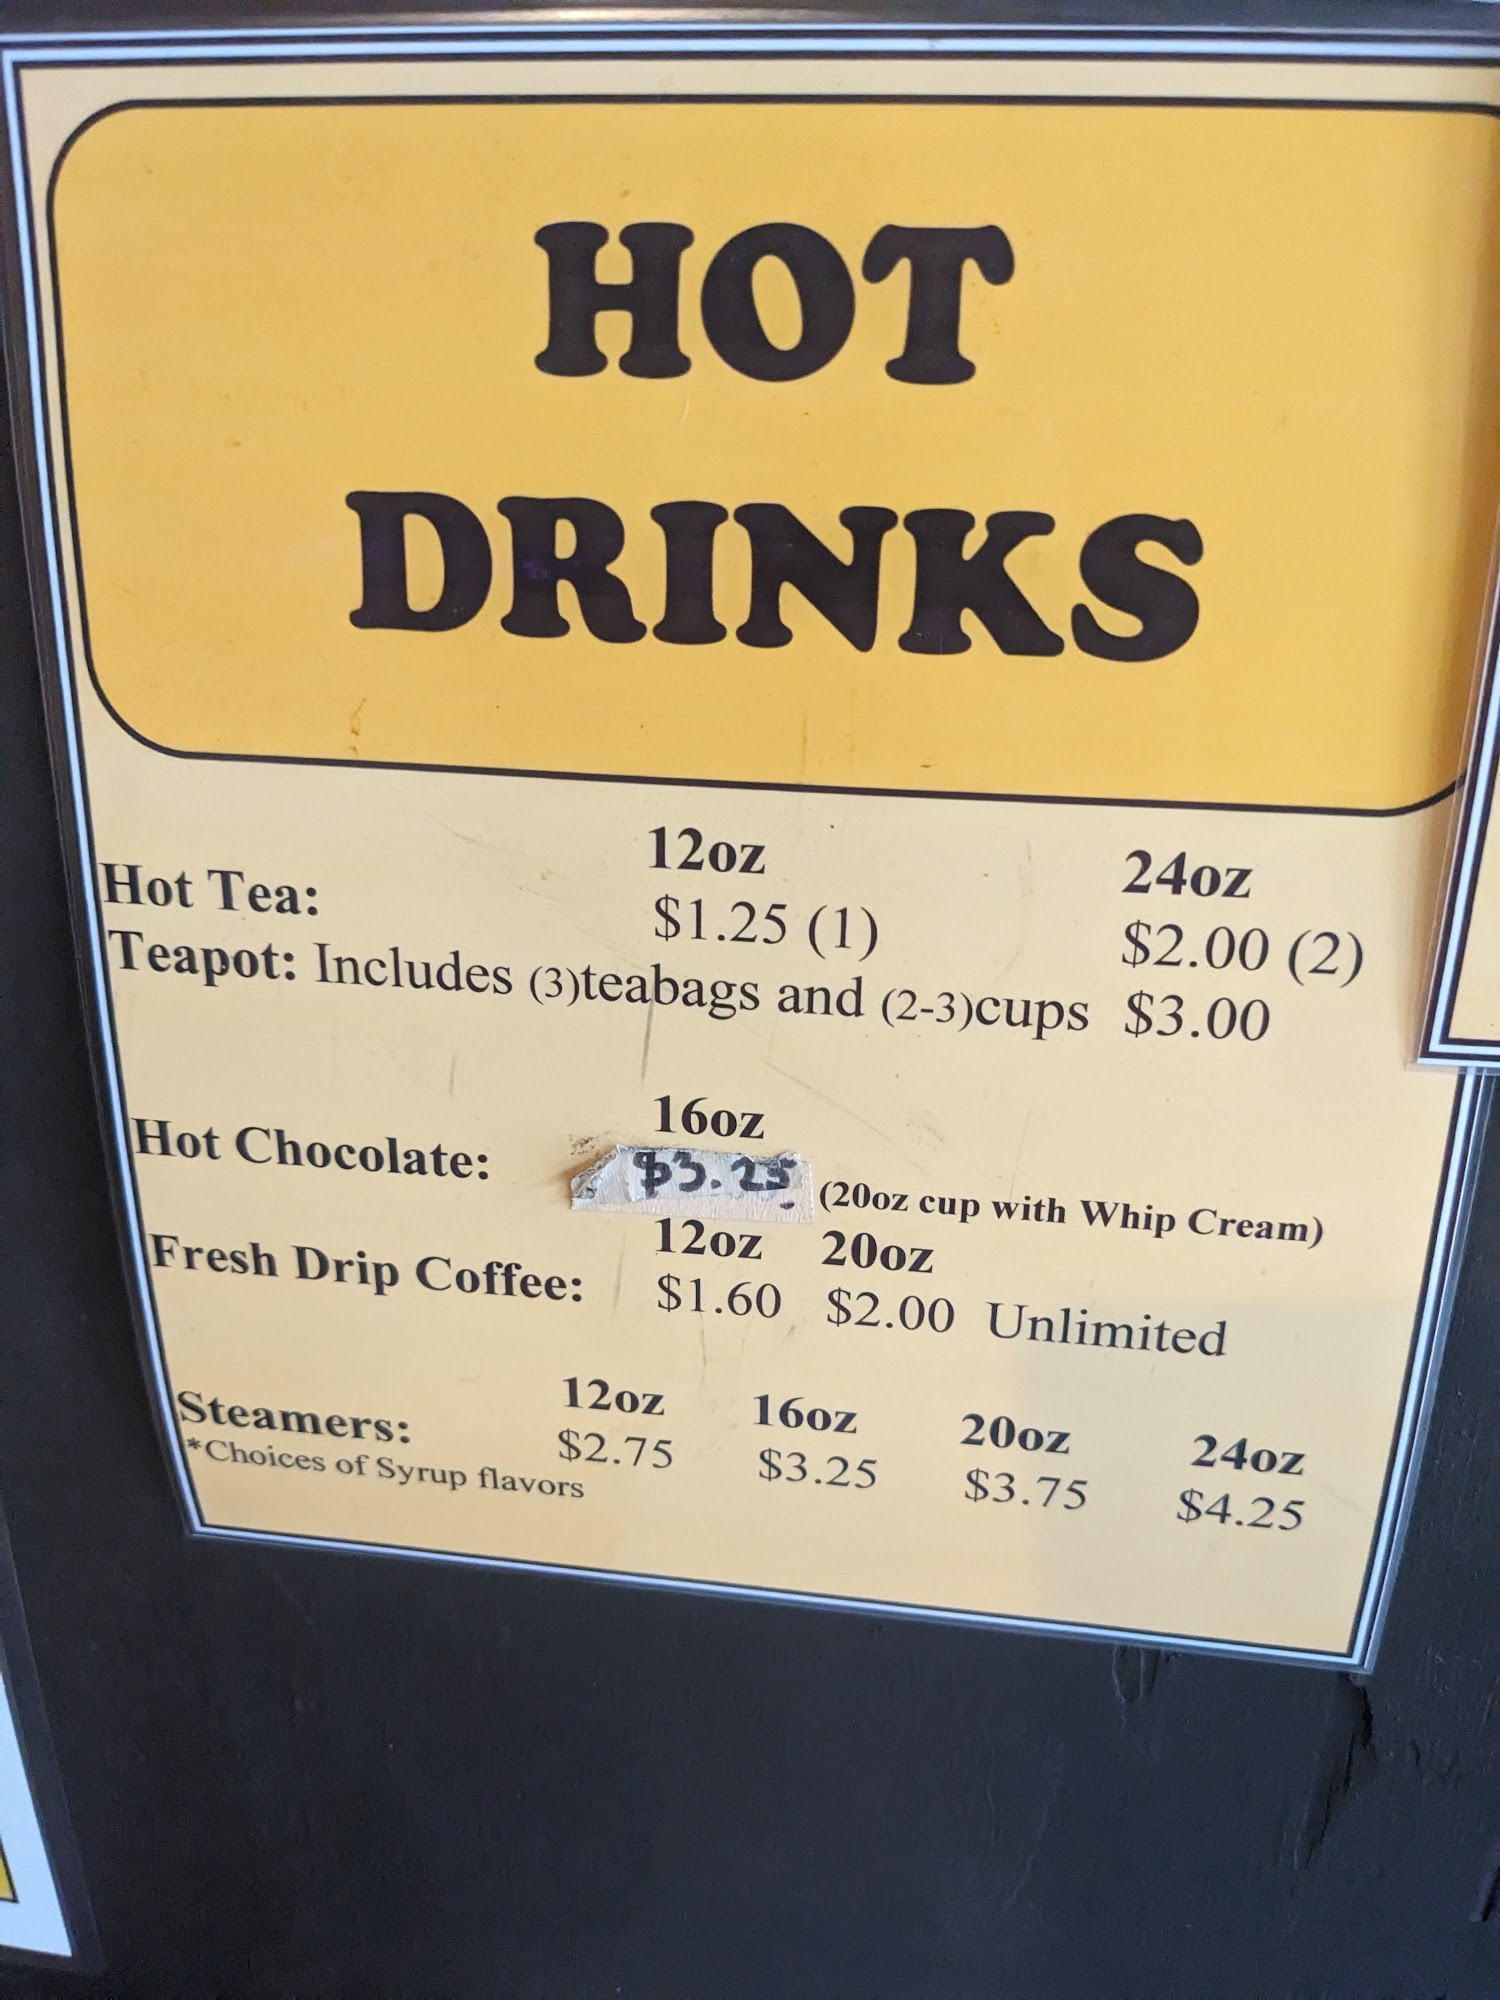 HOT
DRINKS
12oz 24oz
Hot Tea: $1.25 (1) $2.00 (2)
Teapot: Includes (3)teabags and (2-3)cups $3.00
16oz
Hot Chocolate: $3.25 (20oz cup with Whip Cream)
12oz 20oz
Fresh Drip Coffee: $1.60 $2.00 Unlimited
12oz 16oz 20oz 24oz
Steamers: $2.75 $3.25 $3.75 $4.25
*Choices of Syrup flavors